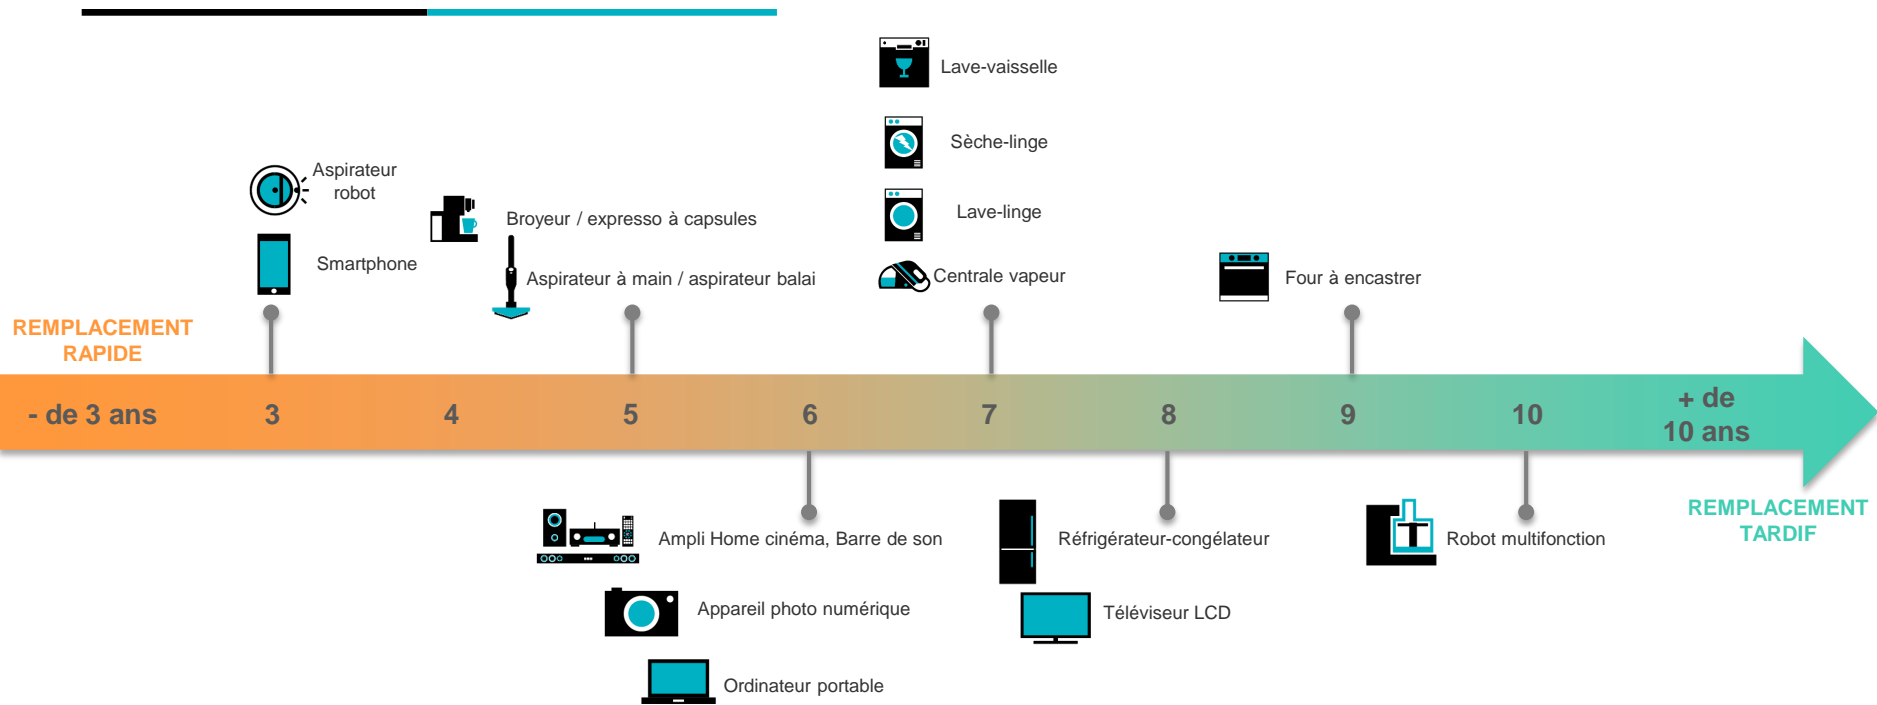 Lave-vaisselle
Sèche-linge
Aspirateur
robot
Lave-linge
Broyeur / expresso à capsules
Smartphone
Aspirateur à main / aspirateur balai
Centrale vapeur
Four à encastrer
REMPLACEMENT
RAPIDE
- de 3 ans
3
4
5
6
7
8
9
10
+ de
10 ans
REMPLACEMENT
TARDIF
Ampli Home cinéma, Barre de son
Réfrigérateur-congélateur
Robot multifonction
Appareil photo numérique
Téléviseur LCD
Ordinateur portable